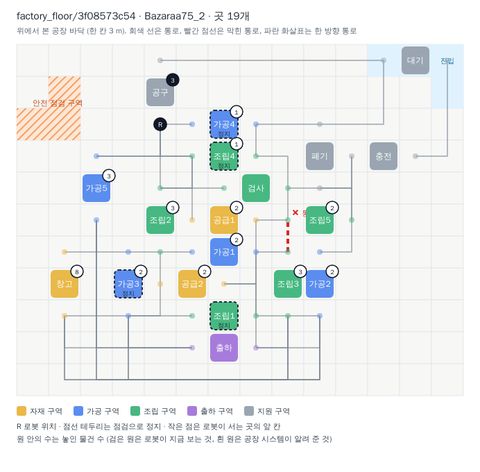 factory_floor/3f08573c54 · Bazaraa75_2 · 곳 19개
위에서 본 공장 바닥 (한 칸 3 m). 회색 선은 통로, 빨간 점선은 막힌 통로, 파란 화살표는 한 방향 통로
대기
진입
공구
3
안전 점검 구역
R
가공4
정지
1
조립4
정지
1
폐기
충전
가공5
3
검사
조립2
3
공급1
2
✖
조립5
2
가공1
2
창고
8
가공3
정지
2
공급2
2
조립3
3
가공2
2
조립1
정지
출하
자재 구역
가공 구역
조립 구역
출하 구역
지원 구역
R 로봇 위치 · 점선 테두리는 점검으로 정지 · 작은 점은 로봇이 서는 곳의 앞 칸
원 안의 수는 놓인 물건 수 (검은 원은 로봇이 지금 보는 것, 흰 원은 공장 시스템이 알려 준 것)